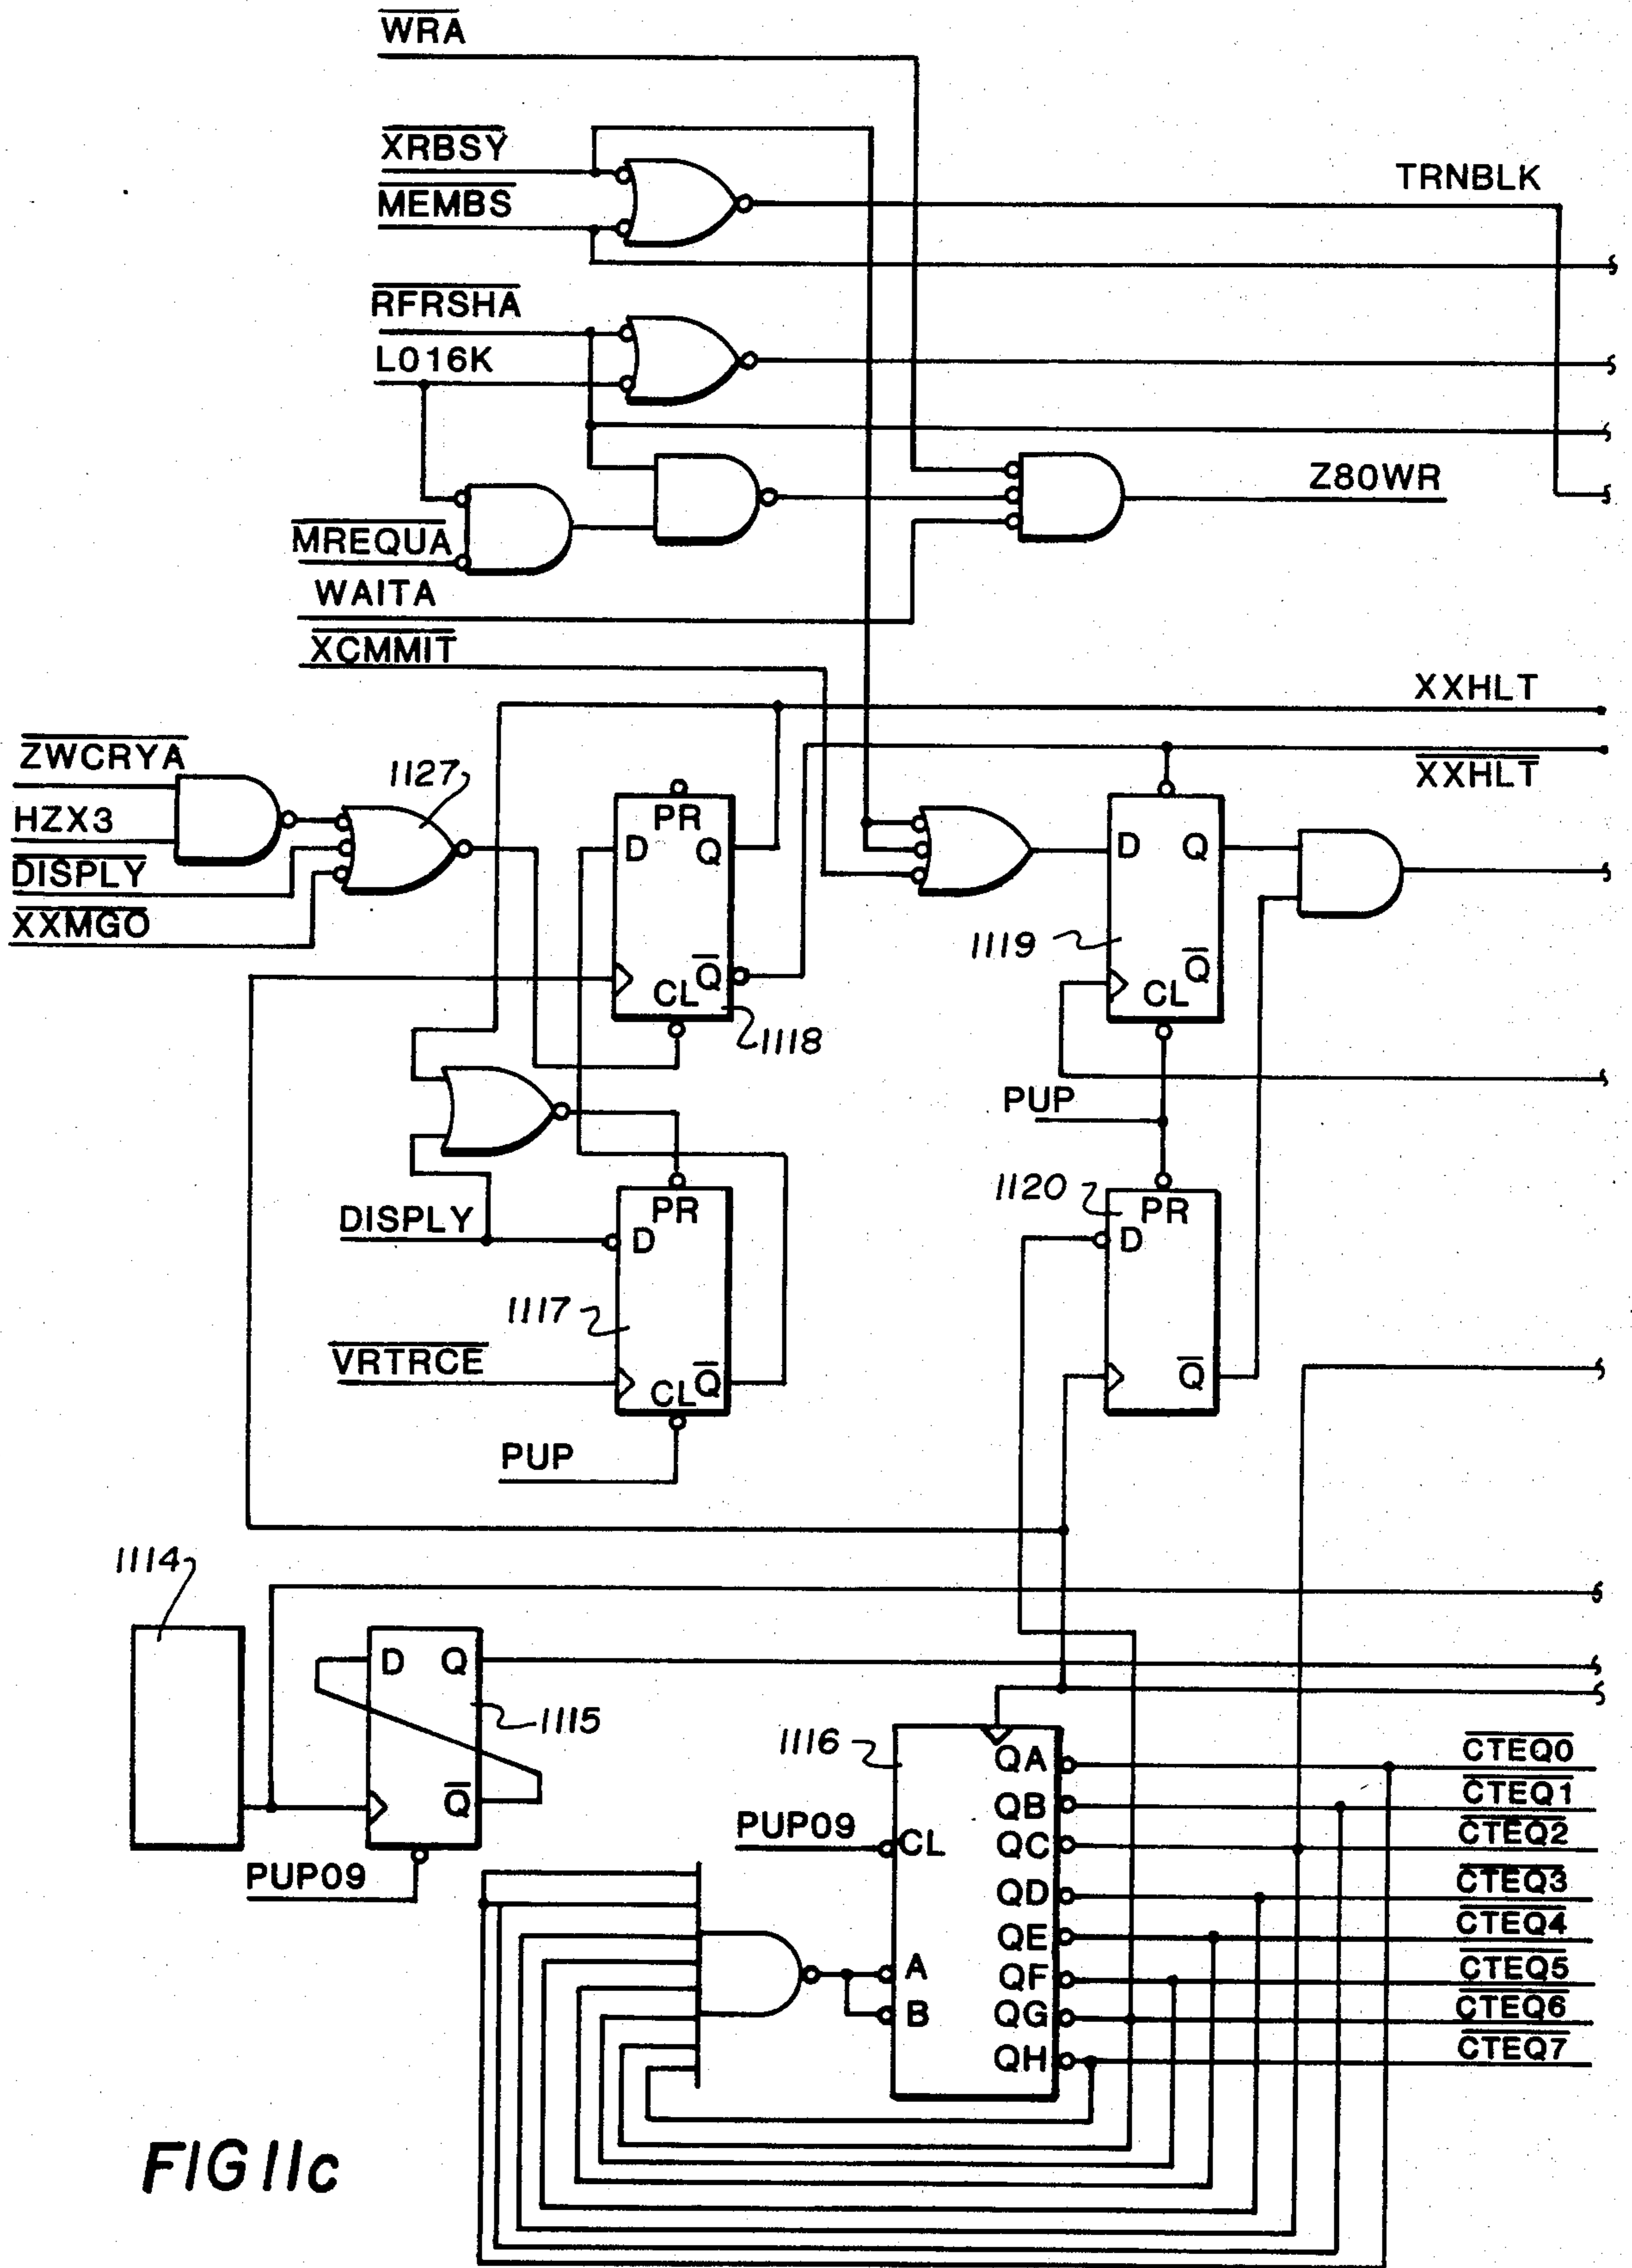 WRA
XRBSY
TRNBLK
MEMBS
RFRSHA
L016K
Z80WR
MREQUA
WAITA
XCMMIT
XXHLT
ZWCRYA
1127
XXHLT
HZX3
PR
D Q
D Q
DISPLY
XXMGO
1119
Q
Q
CL
CL
1118
PUP
1120
PR
PR
DISPLY
D
D
1117
VRTRCE
CL Q
Q
PUP
1114
D Q
1115
1116
QA
CTEQ0
Q
QB
CTEQ1
PUP09
CL
QC
CTEQ2
PUP09
QD
CTEQ3
QE
CTEQ4
A
QF
CTEQ5
B
QG
CTEQ6
QH
CTEQ7
FIG 11c